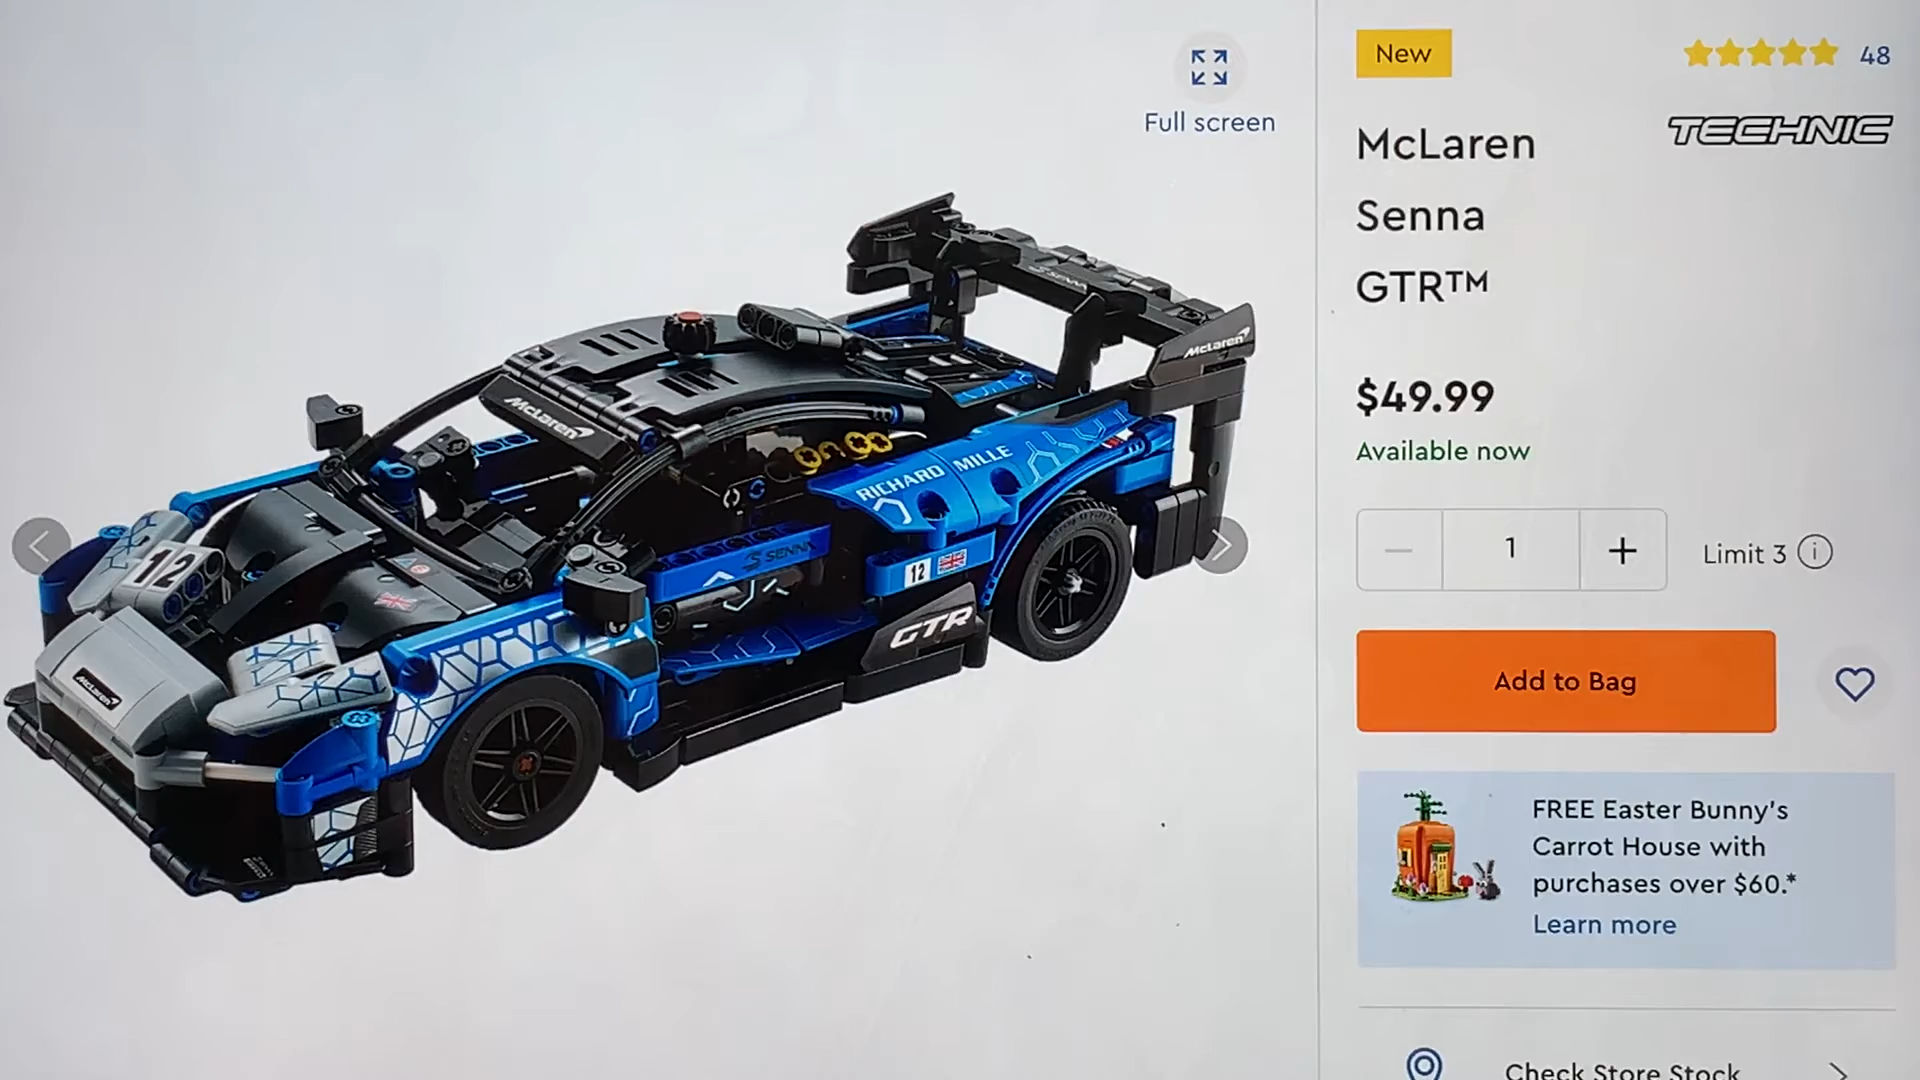 New
48
TECHNIC
McLaren
Senna
GTR™
$49.99
Available now
1
Limit 3
Add to Bag
FREE Easter Bunny's
Carrot House with
purchases over $60.*
Learn more
Check Store Stock
Full screen
SENNA
McLaren
McLaren
RICHARD MILLE
SENNA
12
12
GTR
McLaren